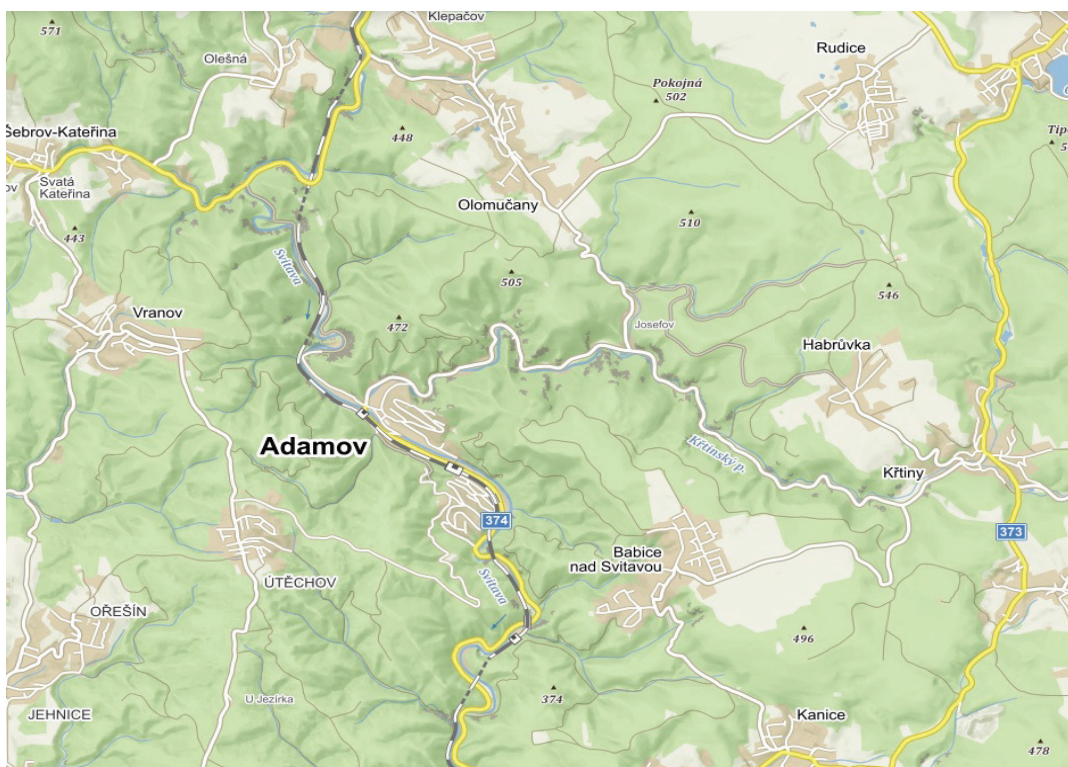 Klepačov
571
Olešná
Rudice
Pokojná
502
Šebrov-Kateřina
448
Svatá
Kateřina
Olomučany
510
443
Svitava
505
546
Vranov
472
Josefov
Habrůvka
Adamov
Křtinský p.
Křtiny
374
373
Babice
nad Svitavou
Svitava
ÚTĚCHOV
OŘEŠÍN
496
U Jezírka
374
JEHNICE
Kanice
478